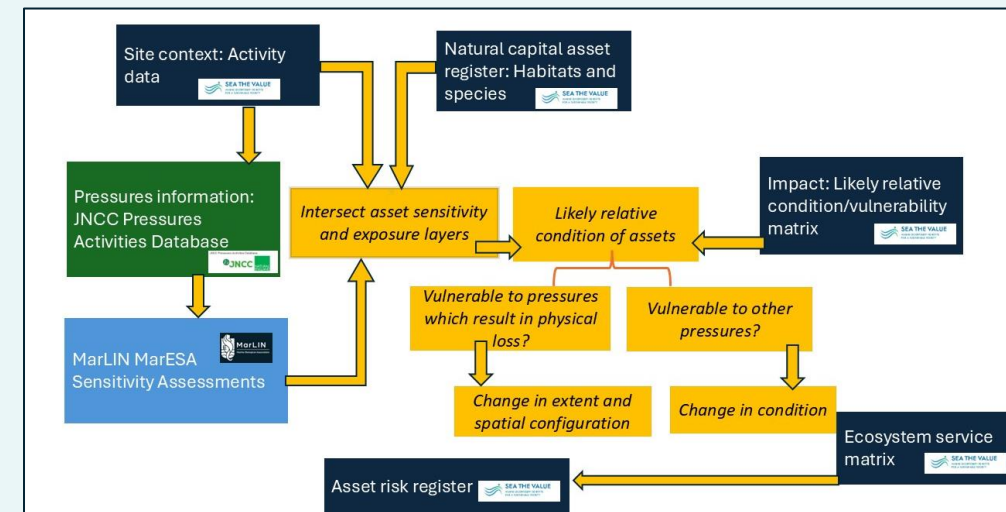 Site context: Activity
data
SEA THE VALUE
Natural capital asset
register: Habitats and
species
SEA THE VALUE
Pressures information:
JNCC Pressures
Activities Database
JNCC
Intersect asset sensitivity
and exposure layers
Likely relative
condition of assets
Impact: Likely relative
condition/vulnerability
matrix
SEA THE VALUE
Vulnerable to pressures
which result in physical
loss?
Vulnerable to other
pressures?
MarLIN MarESA
Sensitivity Assessments
MarLIN
Change in extent and
spatial configuration
Change in condition
Ecosystem service
matrix
SEA THE VALUE
Asset risk register
SEA THE VALUE